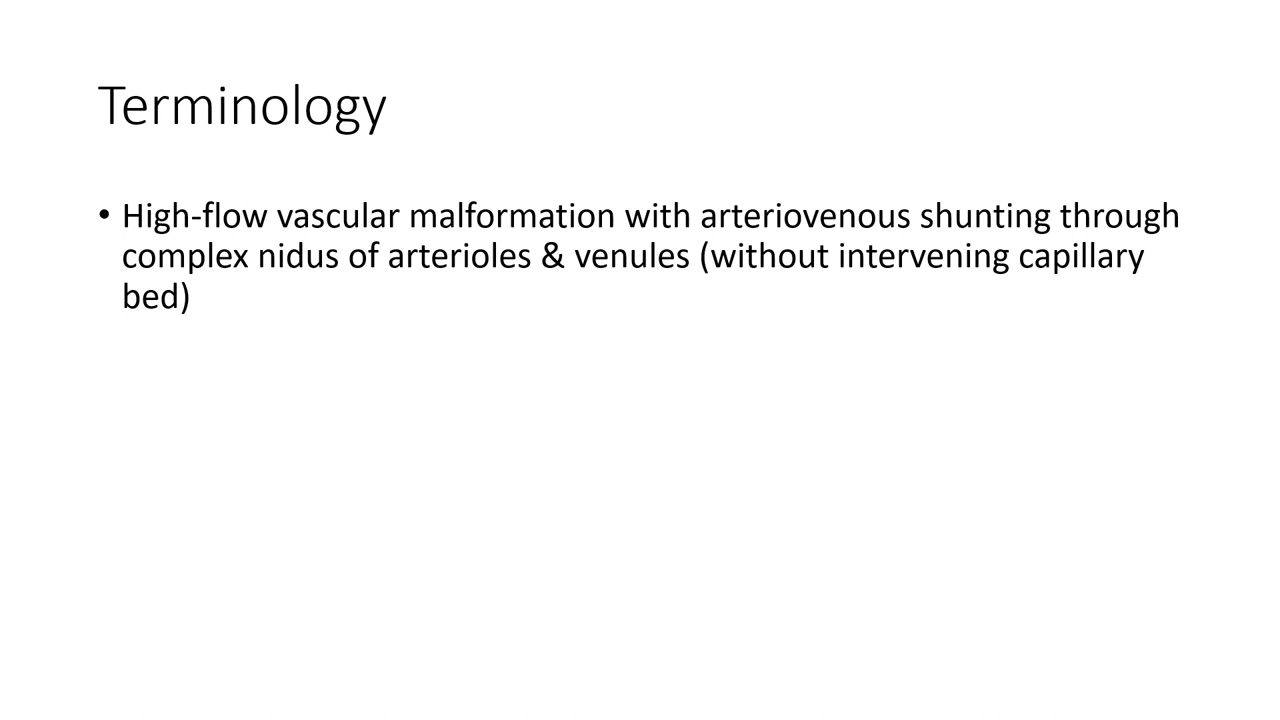 Terminology
• High-flow vascular malformation with arteriovenous shunting through
complex nidus of arterioles & venules (without intervening capillary
bed)